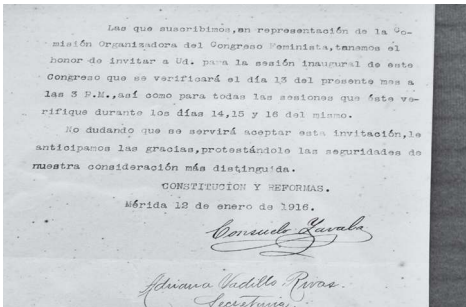 Las que suscribimos,en representación de la Co-
misión Organizadora del Congreso Feminista,tenemos el
honor de invitar a Ud. para la sesión inaugural de este
Congreso que se verificará el día 13 del presente mes a
las 3 P.M.,así como para todas las sesiones que éste ve-
rifique durante los días 14,15 y 16 del mismo.
No dudando que se servirá aceptar esta invitación,le
anticipamos las gracias,protestándole las seguridades de
nuestra consideración más distinguida.
CONSTITUCION Y REFORMAS.
Mérida 12 de enero de 1916.
Consuelo Zavala
Adriana Vadillo Rivas.
Secretaria